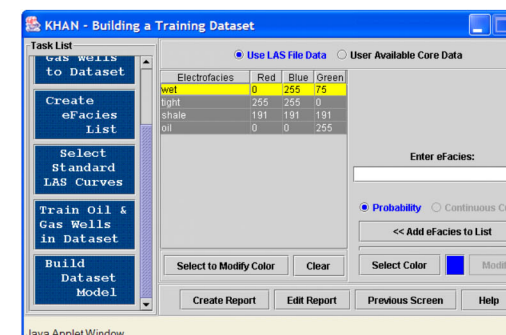 KHAN - Building a Training Dataset
Task List
Gas Wells
to Dataset
Create
eFacies
List
Select
Standard
LAS Curves
Train Oil &
Gas Wells
in Dataset
Build
Dataset
Model
Use LAS File Data User Available Core Data
Electrofacies Red Blue Green
wet 0 255 75
tight 255 255 0
shale 191 191 191
oil 0 0 255
Enter eFacies:
Probability Continuous
<< Add eFacies to List
Select to Modify Color Clear
Select Color
Create Report Edit Report Previous Screen Help
Java Applet Window